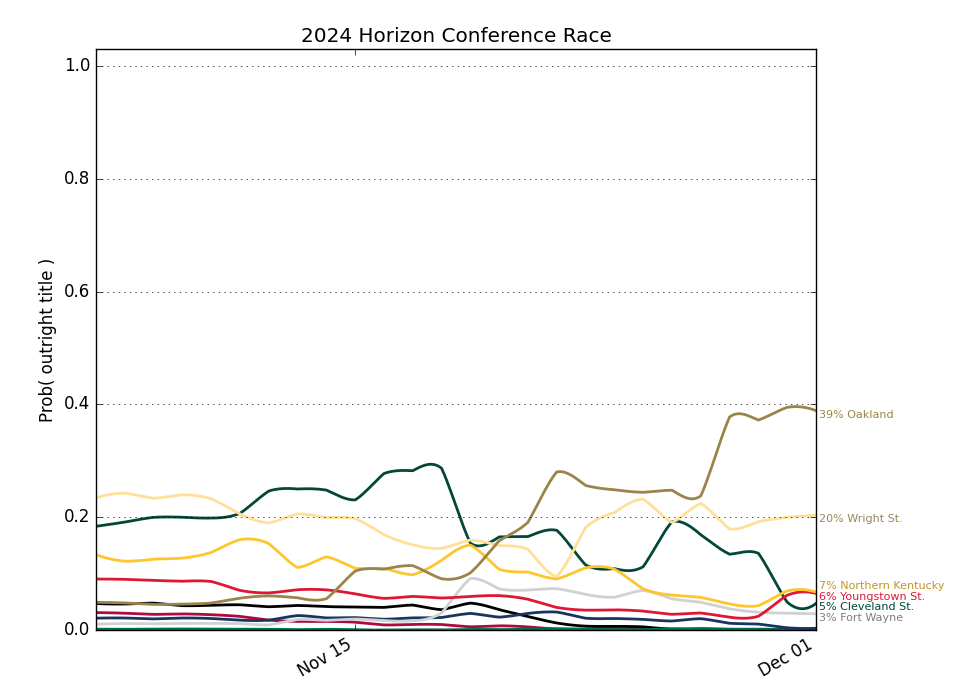 2024 Horizon Conference Race
1.0
0.8
0.6
0.4
0.2
0.0
Prob( outright title )
Nov 15
Dec 01
39% Oakland
20% Wright St.
7% Northern Kentucky
6% Youngstown St.
5% Cleveland St.
3% Fort Wayne